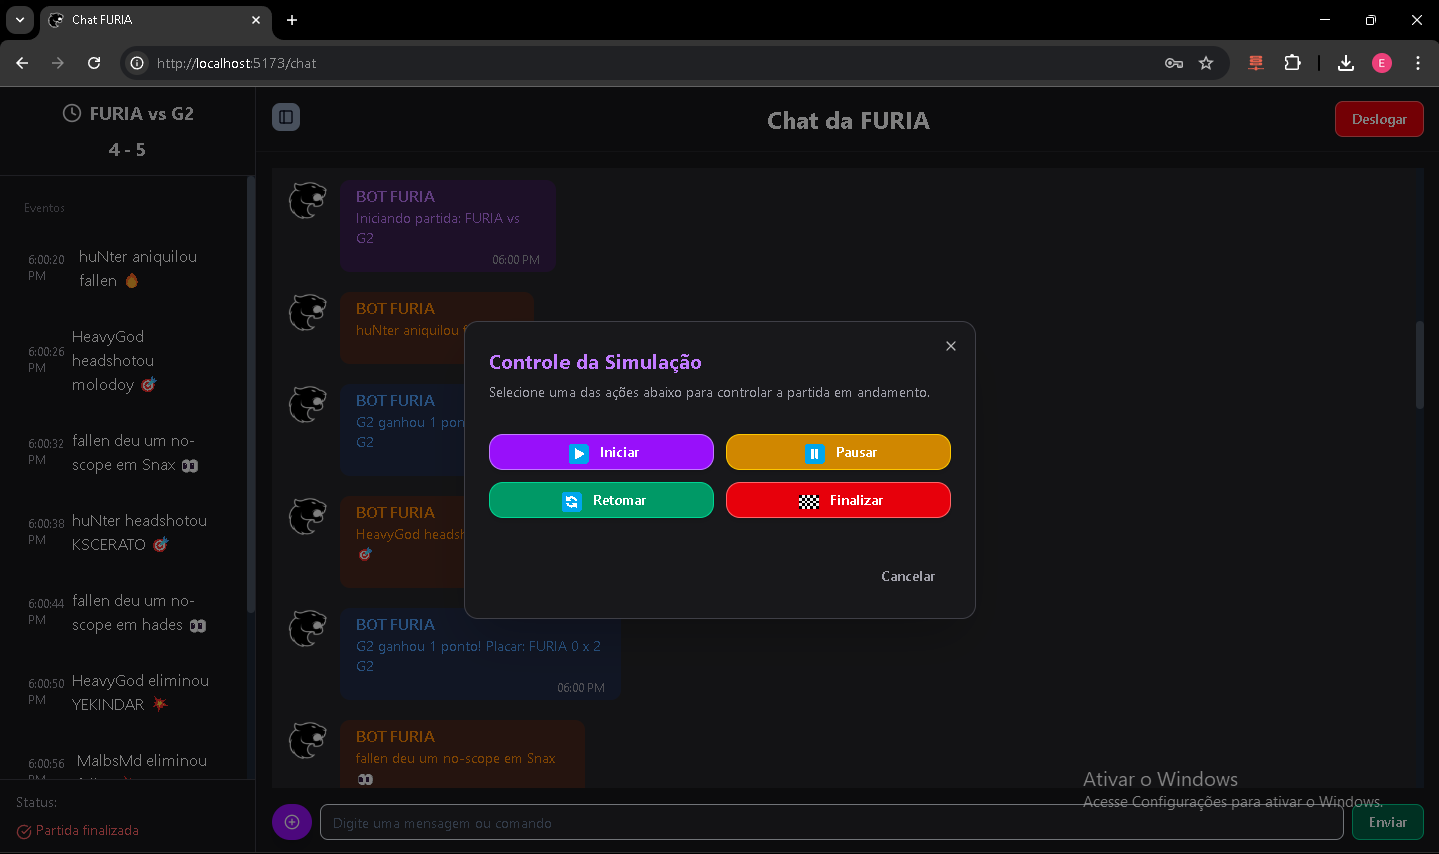 Chat FURIA
http://localhost:5173/chat
E
FURIA vs G2
4 - 5
Eventos
6:00:20 PM
huNter aniquilou
fallen
6:00:26 PM
HeavyGod
headshotou
molodoy
6:00:32 PM
fallen deu um no-
scope em Snax
6:00:38 PM
huNter headshotou
KSCERATO
6:00:44 PM
fallen deu um no-
scope em hades
6:00:50 PM
HeavyGod eliminou
YEKINDAR
6:00:56 PM
MalbsMd eliminou
Status:
Partida finalizada
Chat da FURIA
Deslogar
BOT FURIA
Iniciando partida: FURIA vs
G2
06:00 PM
BOT FURIA
huNter aniquilou
BOT FURIA
G2 ganhou 1
G2
BOT FURIA
HeavyGod
BOT FURIA
G2 ganhou 1 ponto! Placar: FURIA 0 x 2
G2
06:00 PM
BOT FURIA
fallen deu um no-scope em Snax
Controle da Simulação
Selecione uma das ações abaixo para controlar a partida em andamento.
Iniciar
Pausar
Retomar
Finalizar
Cancelar
Ativar o Windows
Acesse Configurações para ativar o Windows.
Digite uma mensagem ou comando
Enviar